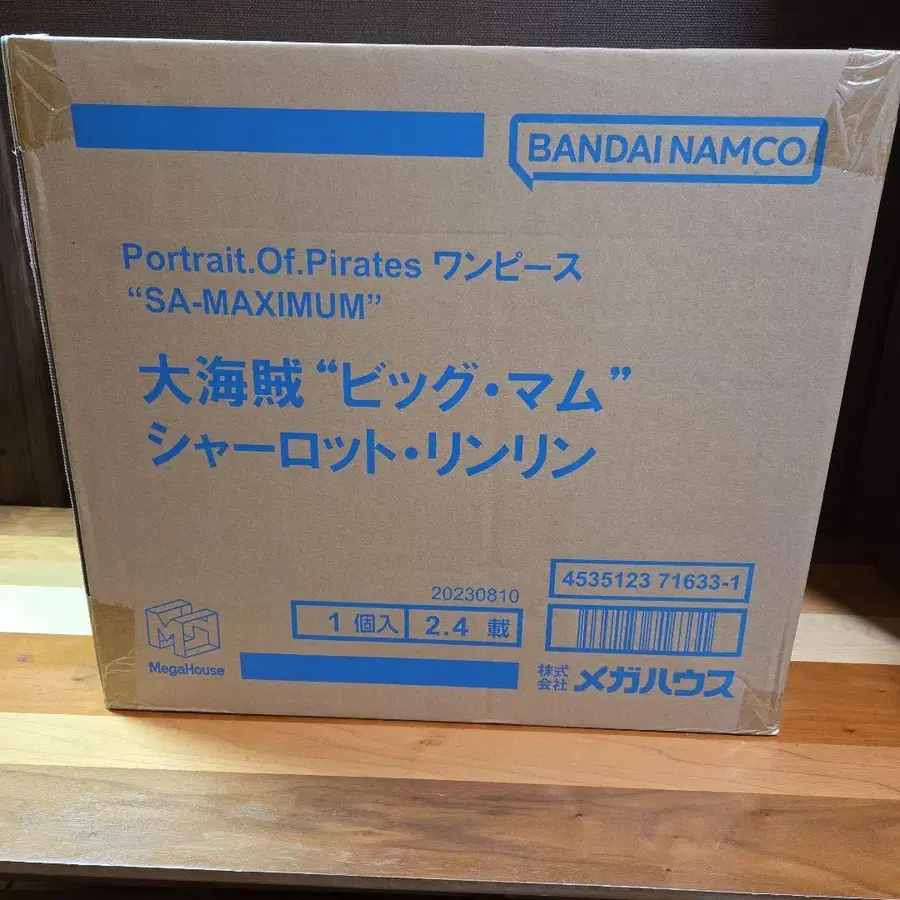 BANDAI NAMCO
Portrait.Of.Pirates ワンピース
“SA-MAXIMUM”
大海賊“ビッグ・マム”
シャーロット・リンリン
4535123 71633-1
20230810
1 個入 2.4 載
MegaHouse
株式会社 メガハウス